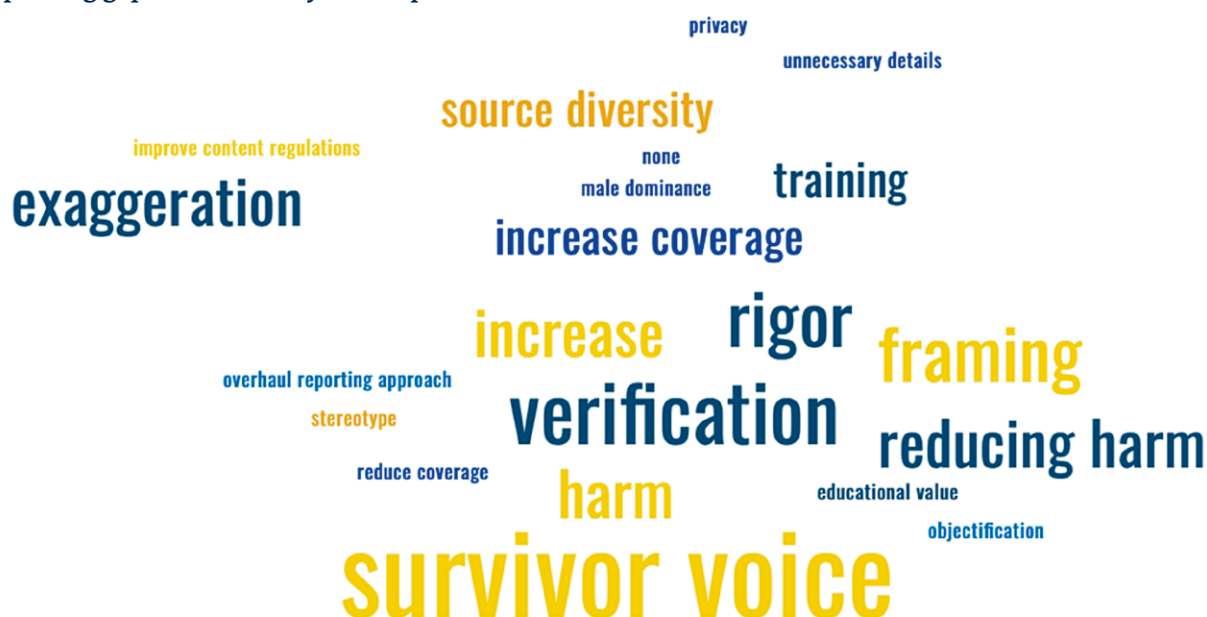 privacy
unnecessary details
source diversity
improve content regulations
none
training
male dominance
exaggeration
increase coverage
rigor
increase
framing
overhaul reporting approach
verification
stereotype
reducing harm
reduce coverage
educational value
harm
objectification
survivor voice